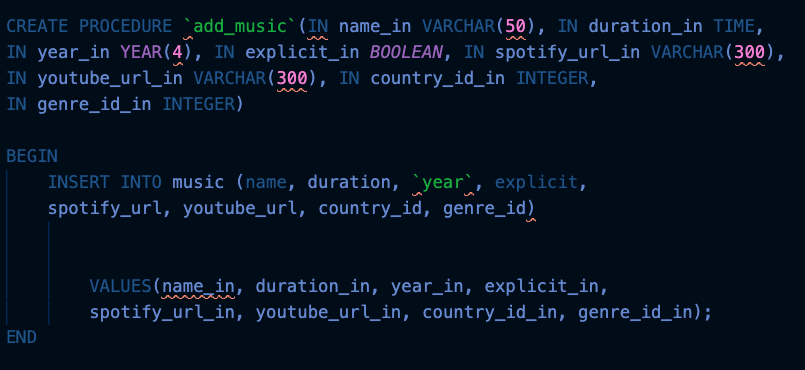 CREATE PROCEDURE `add_music`(IN name_in VARCHAR(50), IN duration_in TIME,
IN year_in YEAR(4), IN explicit_in BOOLEAN, IN spotify_url_in VARCHAR(300),
IN youtube_url_in VARCHAR(300), IN country_id_in INTEGER,
IN genre_id_in INTEGER)
BEGIN
INSERT INTO music (name, duration, `year`, explicit,
spotify_url, youtube_url, country_id, genre_id)
VALUES(name_in, duration_in, year_in, explicit_in,
spotify_url_in, youtube_url_in, country_id_in, genre_id_in);
END